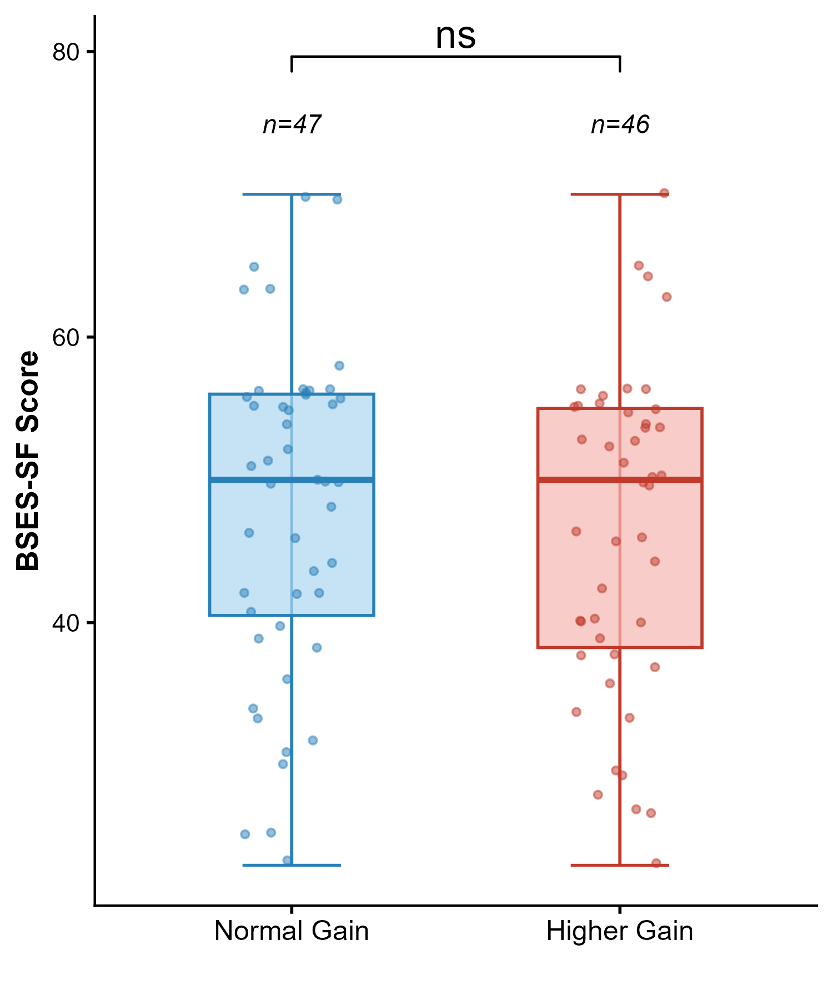 ns
80
n=47
n=46
60
BSES-SF Score
40
Normal Gain
Higher Gain